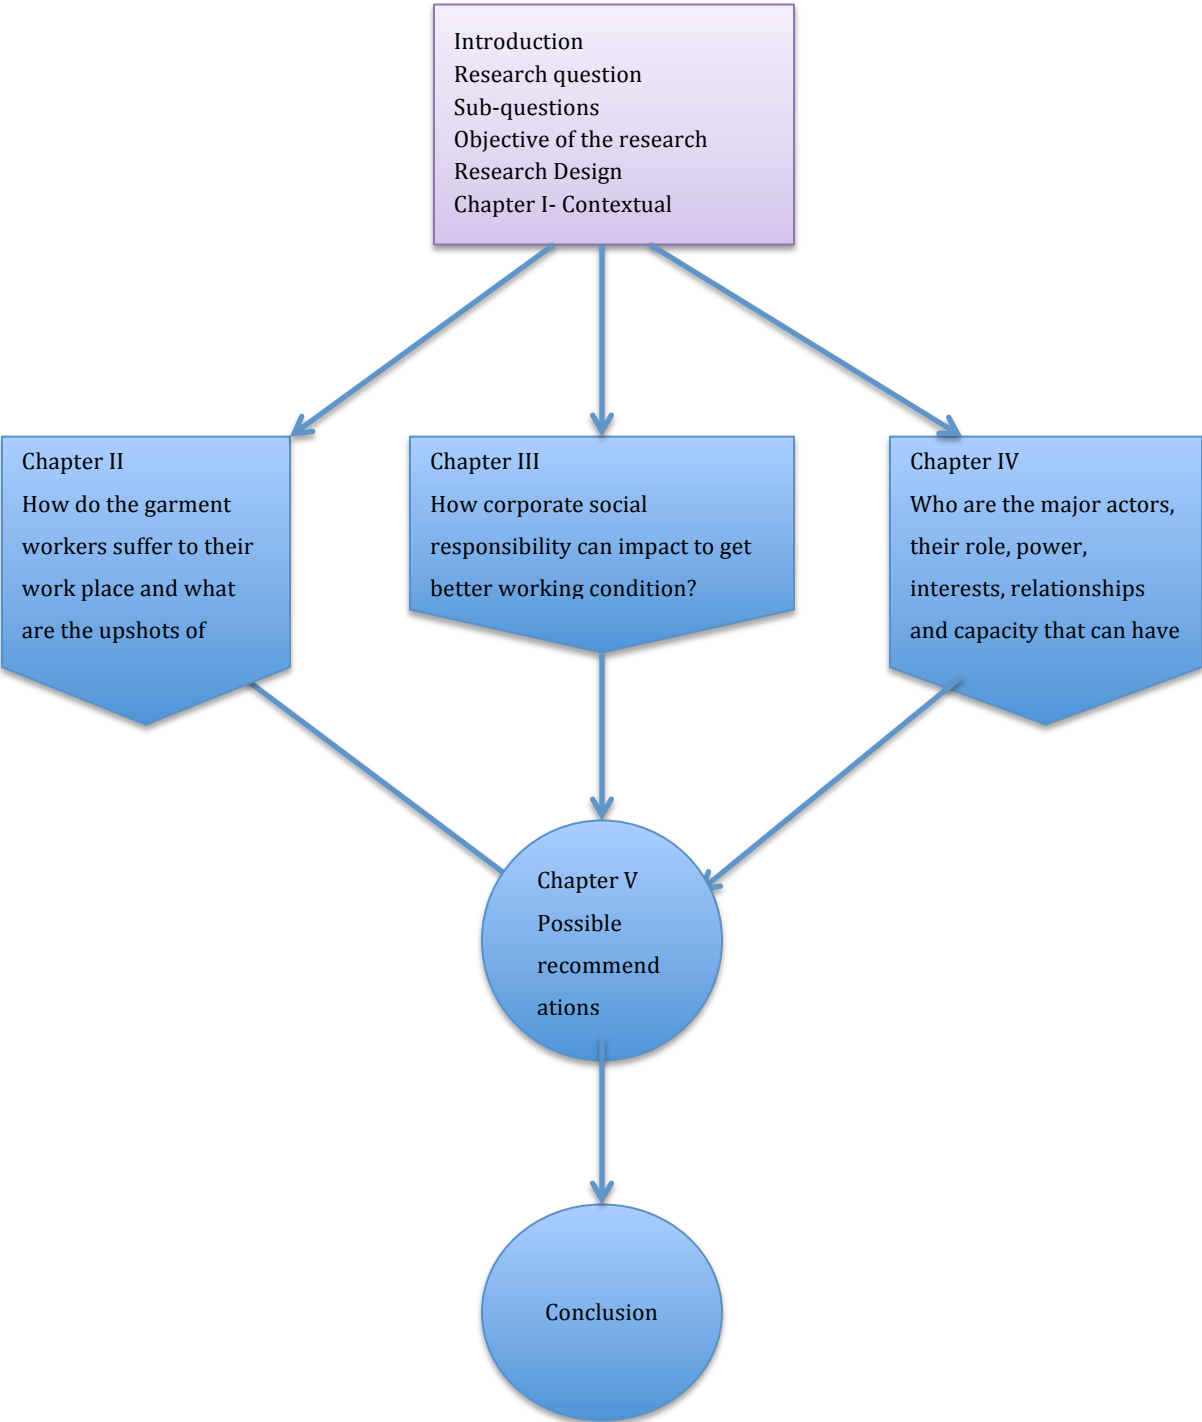 Introduction
Research question
Sub-questions
Objective of the research
Research Design
Chapter I- Contextual
Chapter II
How do the garment
workers suffer to their
work place and what
are the upshots of
Chapter III
How corporate social
responsibility can impact to get
better working condition?
Chapter IV
Who are the major actors,
their role, power,
interests, relationships
and capacity that can have
Chapter V
Possible
recommend
ations
Conclusion